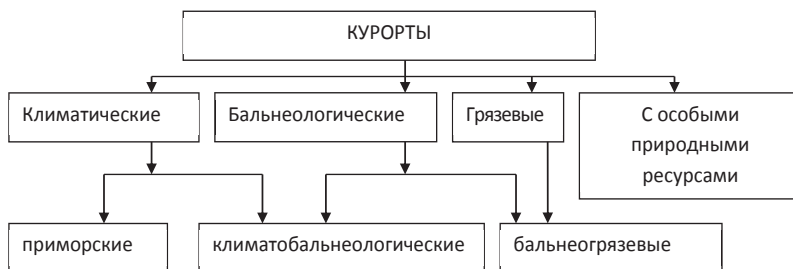 КУРОРТЫ
Климатические
Бальнеологические
Грязевые
С особыми
природными
ресурсами
приморские
климатобальнеологические
бальнеогрязевые